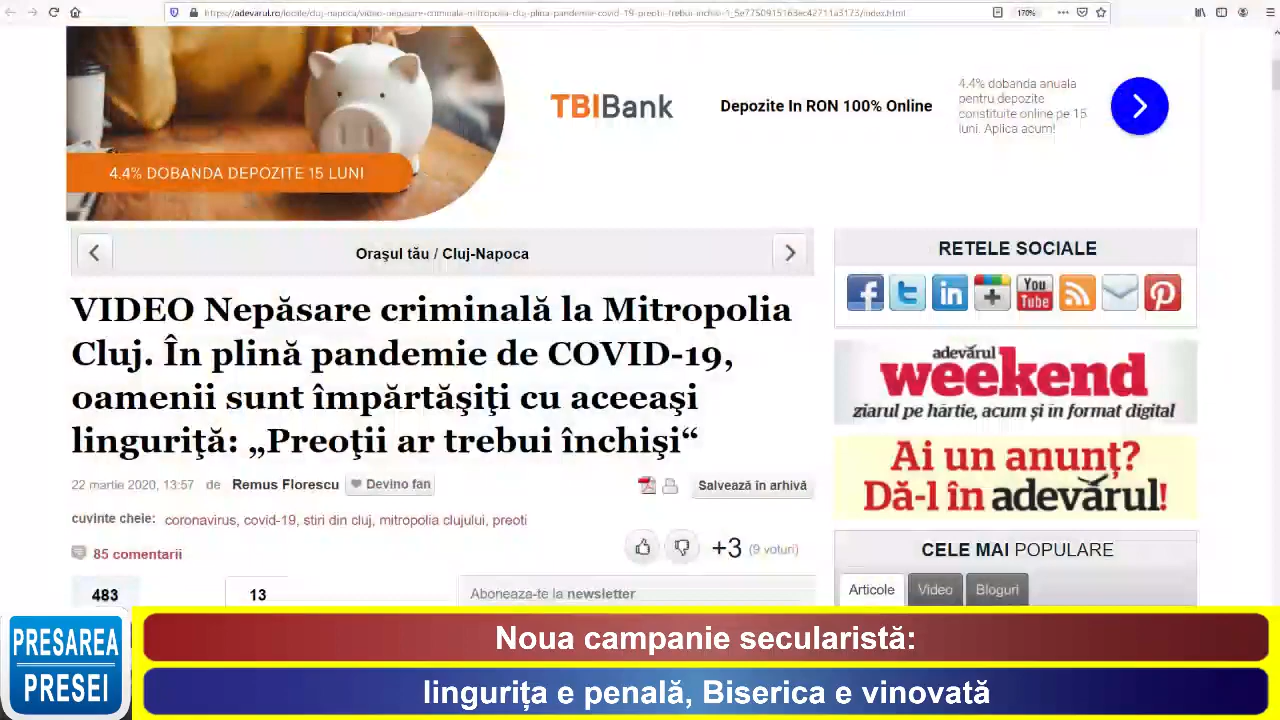 https://adevarul.ro/locale/cluj-napoca/video-nepasare-criminala-mitropolia-cluj-plina-pandemie-covid-19-preotii-trebui-inchisi-1_5e7750915163ec42711a3173/index.html
170%
TBIBank
Depozite In RON 100% Online
4.4% dobanda anuala
pentru depozite
constituite online pe 15
luni. Aplica acum!
4.4% DOBANDA DEPOZITE 15 LUNI
Oraşul tău / Cluj-Napoca
RETELE SOCIALE
You
Tube
VIDEO Nepăsare criminală la Mitropolia
Cluj. În plină pandemie de COVID-19,
oamenii sunt împărtăşiţi cu aceeaşi
linguriţă: „Preoţii ar trebui închişi“
adevărul
weekend
ziarul pe hârtie, acum și în format digital
Ai un anunț?
Dă-l în adevărul!
22 martie 2020, 13:57 de Remus Florescu Devino fan
Salvează în arhivă
cuvinte cheie: coronavirus, covid-19, stiri din cluj, mitropolia clujului, preoti
85 comentarii
+3 (9 voturi)
CELE MAI POPULARE
Articole Video Bloguri
483
13
Aboneaza-te la newsletter
PRESAREA
PRESEI
Noua campanie secularistă:
lingurița e penală, Biserica e vinovată